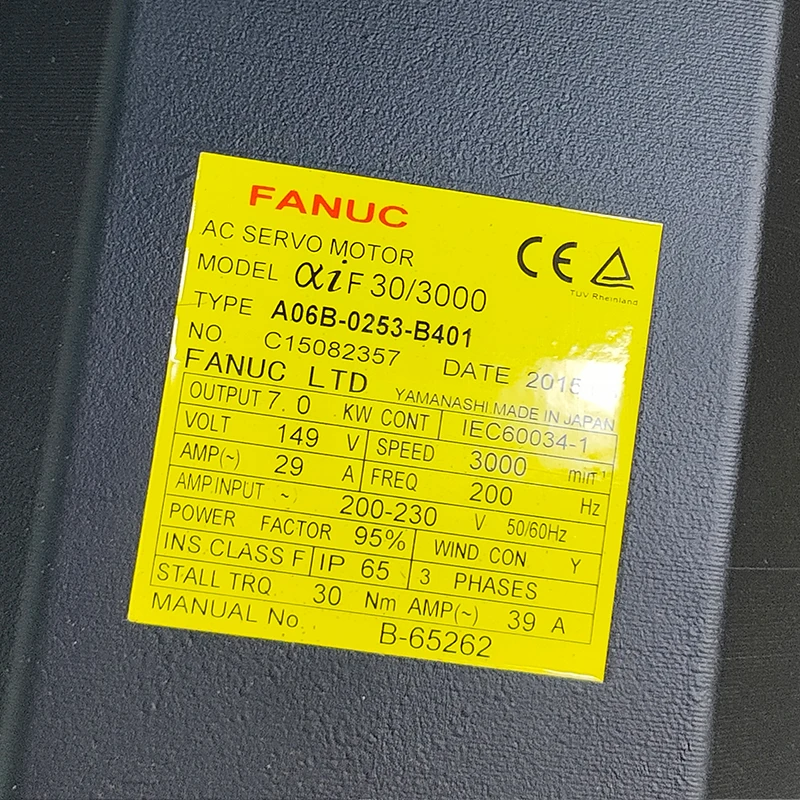 FANUC
AC SERVO MOTOR
CE
TÜV Rheinland
MODEL αiF 30/3000
TYPE A06B-0253-B401
NO. C15082357 DATE 2015
FANUC LTD YAMANASHI MADE IN JAPAN
OUTPUT 7.0 KW CONT IEC60034-1
VOLT 149 V SPEED 3000 min⁻¹
AMP(~) 29 A FREQ 200 Hz
AMP.INPUT ~ 200-230 V 50/60Hz
POWER FACTOR 95% WIND. CON Y
INS.CLASS F IP 65 3 PHASES
STALL TRQ. 30 Nm AMP(~) 39 A
MANUAL No. B-65262